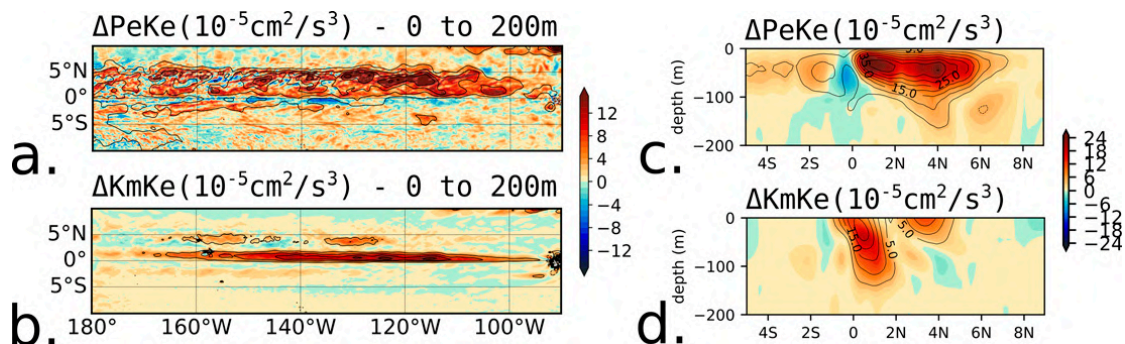 ΔPeKe(10⁻⁵cm²/s³) - 0 to 200m
5°N
0°
5°S
a.
ΔKmKe(10⁻⁵cm²/s³) - 0 to 200m
5°N
0°
5°S
b.
180° 160°W 140°W 120°W 100°W
12
8
4
0
−4
−8
−12
ΔPeKe(10⁻⁵cm²/s³)
depth (m)
0
−100
−200
15.0
25.0
c.
4S 2S 0 2N 4N 6N 8N
ΔKmKe(10⁻⁵cm²/s³)
depth (m)
0
−100
−200
15.0
5.0
5.0
d.
4S 2S 0 2N 4N 6N 8N
24
18
12
6
0
−6
−12
−18
−24